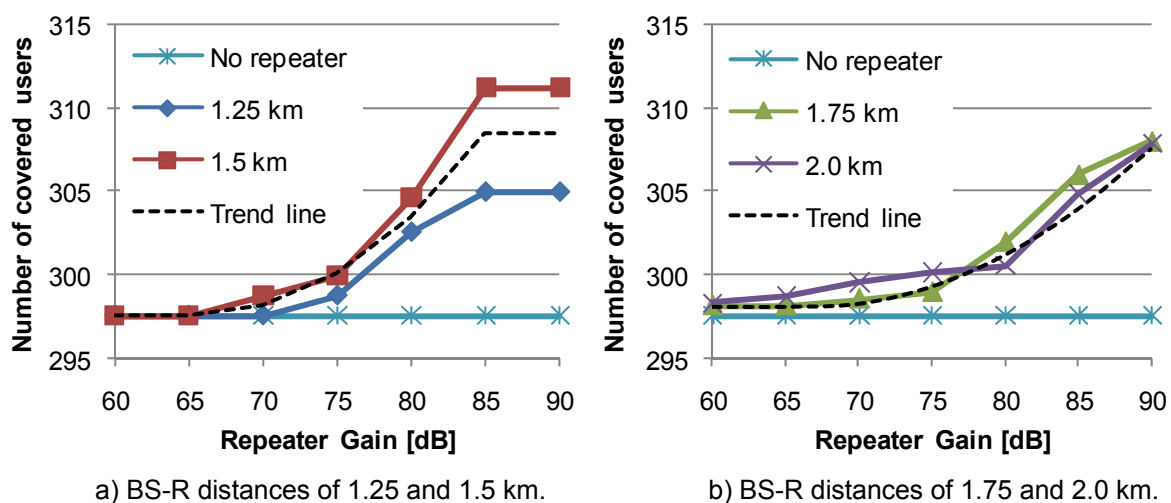 315
310
305
300
295
Number of covered users
No repeater
1.25 km
1.5 km
Trend line
60 65 70 75 80 85 90
Repeater Gain [dB]
a) BS-R distances of 1.25 and 1.5 km.
315
310
305
300
295
Number of covered users
No repeater
1.75 km
2.0 km
Trend line
60 65 70 75 80 85 90
Repeater Gain [dB]
b) BS-R distances of 1.75 and 2.0 km.